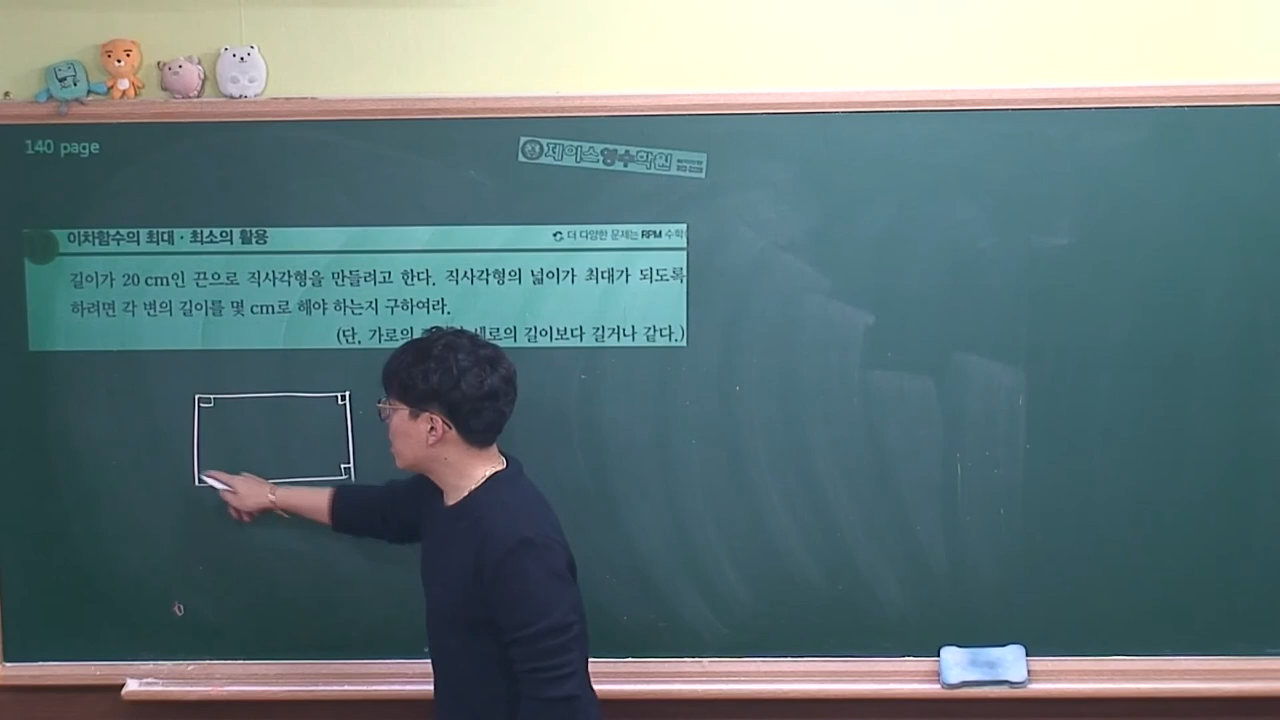 140 page
제이스영수학원
이차함수의 최대 · 최소의 활용
더 다양한 문제는 RPM 수학
길이가 20 cm인 끈으로 직사각형을 만들려고 한다. 직사각형의 넓이가 최대가 되도록
하려면 각 변의 길이를 몇 cm로 해야 하는지 구하여라.
(단, 가로의 세로의 길이보다 길거나 같다.)